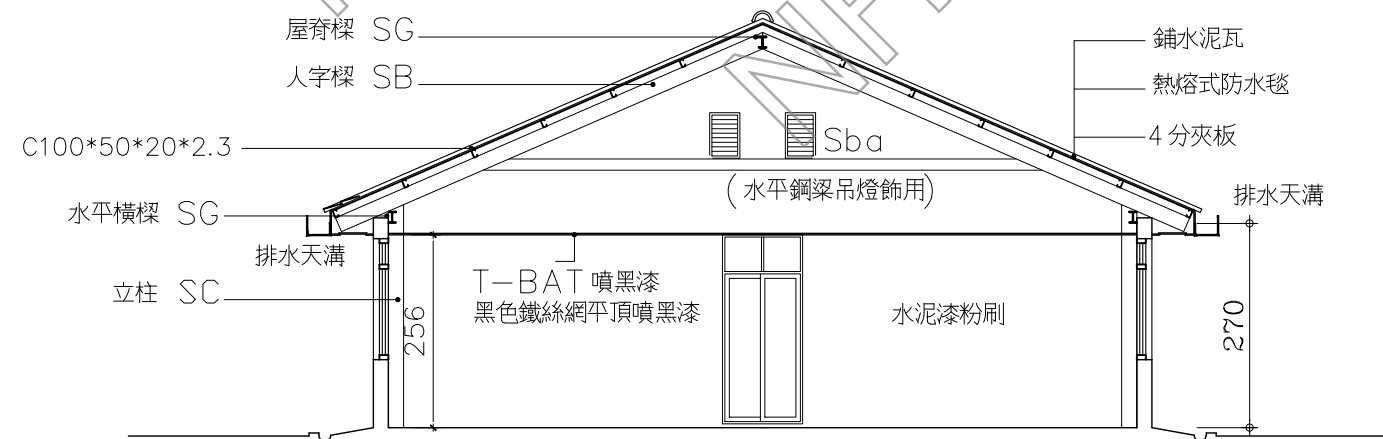 屋脊樑 SG
人字樑 SB
C100*50*20*2.3
水平橫樑 SG
排水天溝
立柱 SC
鋪水泥瓦
熱熔式防水毯
4分夾板
Sba
(水平鋼梁吊燈飾用)
排水天溝
T-BAT 噴黑漆
黑色鐵絲網平頂噴黑漆
水泥漆粉刷
256
270